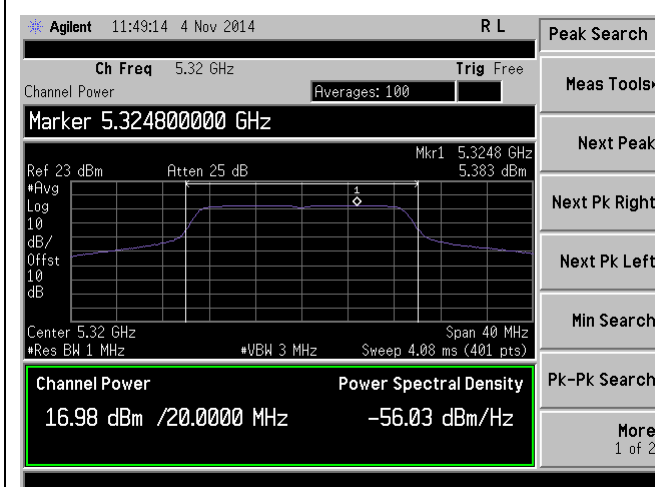 Agilent 11:49:14 4 Nov 2014 R L
Peak Search
Ch Freq 5.32 GHz Trig Free
Channel Power Averages: 100
Meas Tools
Marker 5.324800000 GHz
Next Peak
Mkr1 5.3248 GHz
Ref 23 dBm Atten 25 dB 5.383 dBm
#Avg
Log
10
dB/
Offst
10
dB
1
Next Pk Right
Next Pk Left
Center 5.32 GHz Span 40 MHz
#Res BW 1 MHz #VBW 3 MHz Sweep 4.08 ms (401 pts)
Min Search
Channel Power Power Spectral Density
Pk-Pk Search
16.98 dBm /20.0000 MHz -56.03 dBm/Hz
More
1 of 2